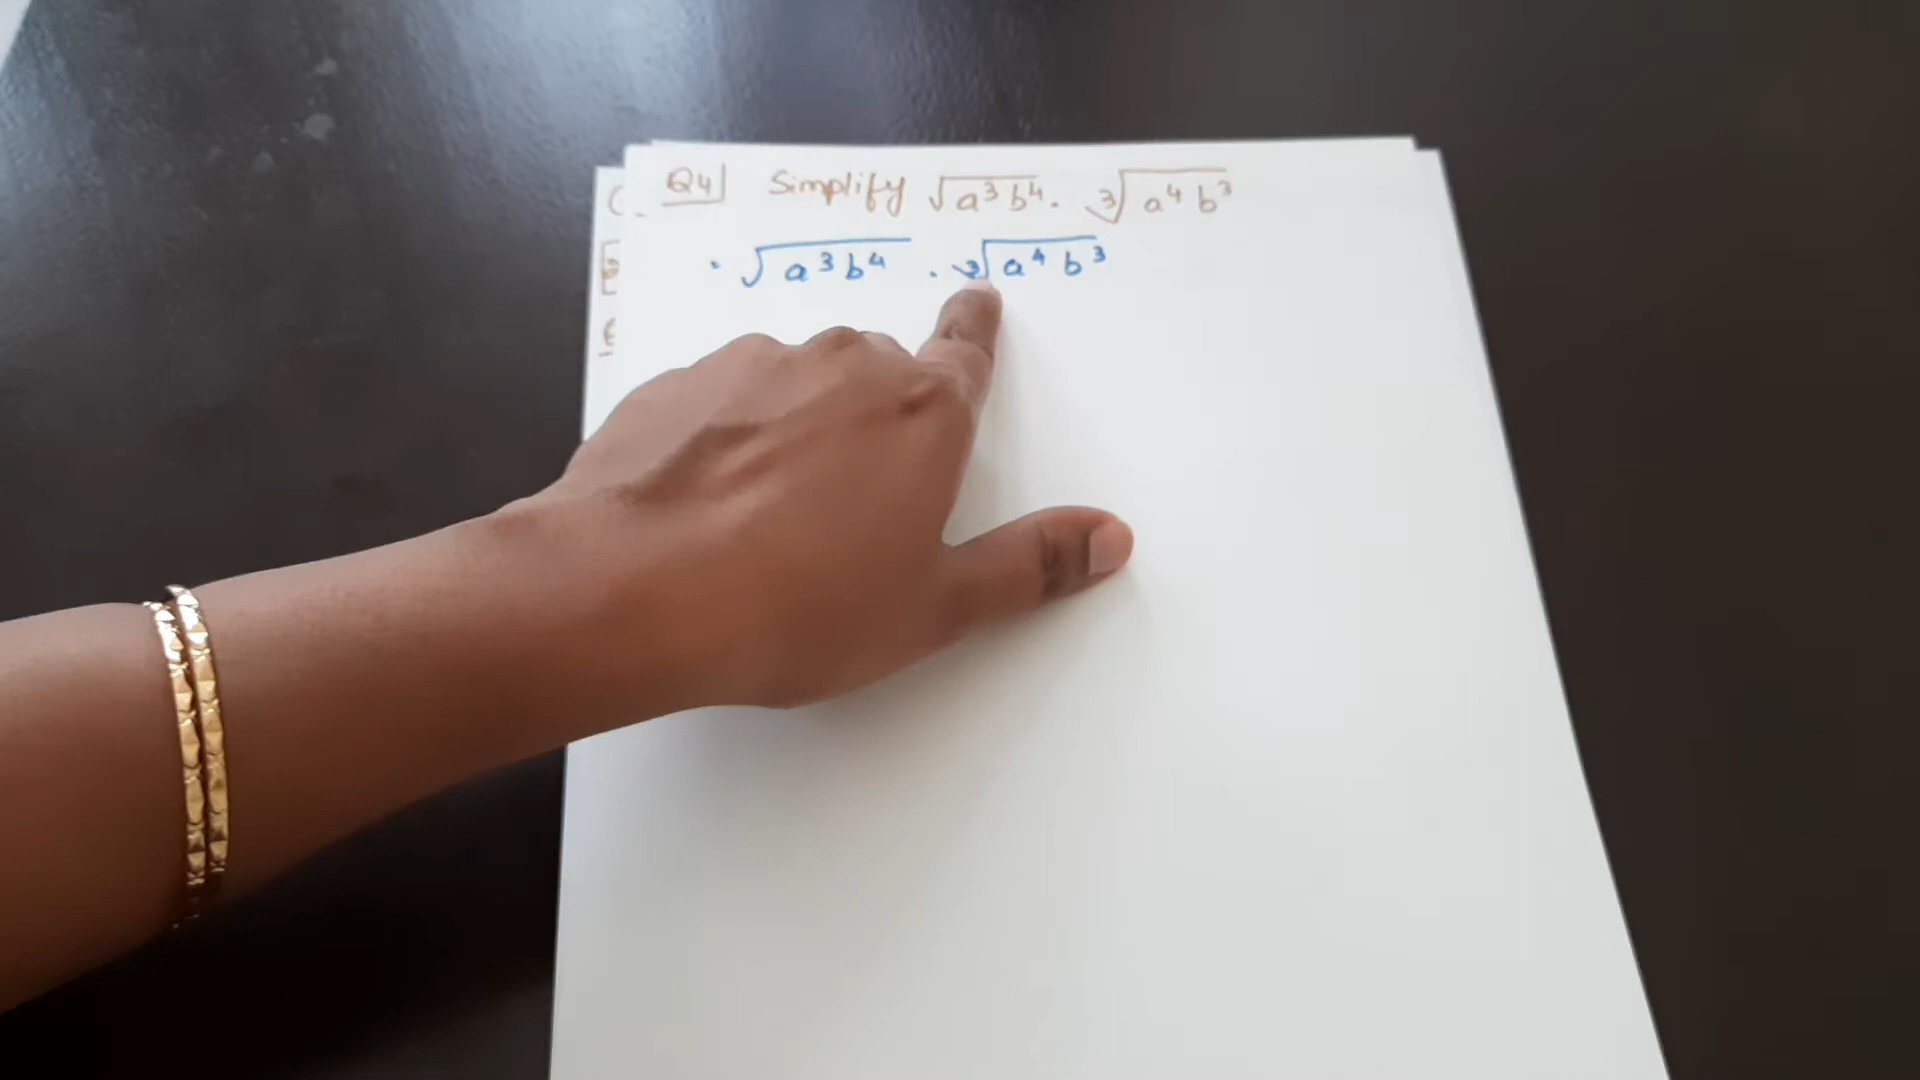 Q4 Simplify √a³b⁴. ∛a⁴b³
. √a³b⁴ . ∛a⁴b³